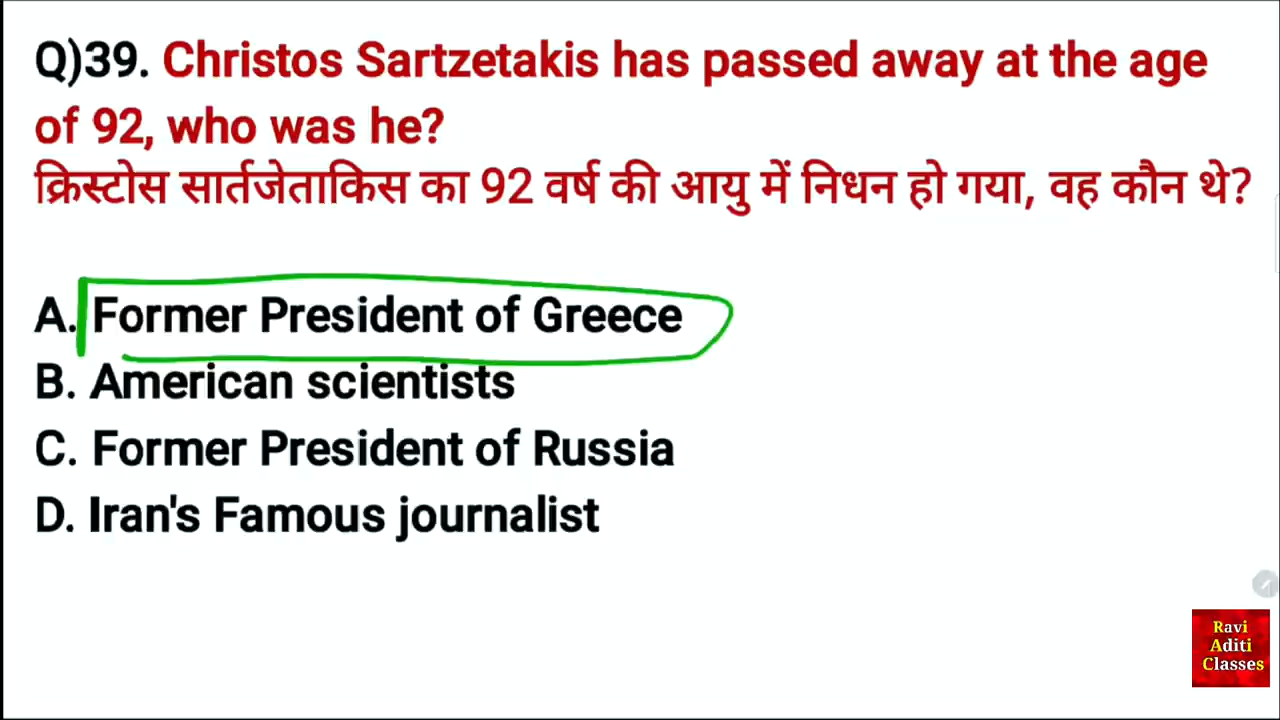 Q)39. Christos Sartzetakis has passed away at the age
of 92, who was he?
क्रिस्टोस सार्तजेताकिस का 92 वर्ष की आयु में निधन हो गया, वह कौन थे?
A. Former President of Greece
B. American scientists
C. Former President of Russia
D. Iran's Famous journalist
Ravi
Aditi
Classes